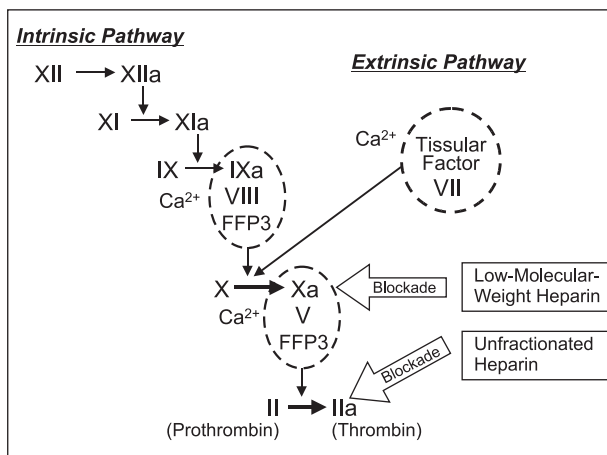 Intrinsic Pathway
Extrinsic Pathway
XII XIIa
XI XIa
IX IXa
Ca2+
VIII
FFP3
Ca2+
Tissular
Factor
VII
X Xa
Ca2+
V
FFP3
Blockade
Low-Molecular-
Weight Heparin
Blockade
Unfractionated
Heparin
II IIa
(Prothrombin) (Thrombin)